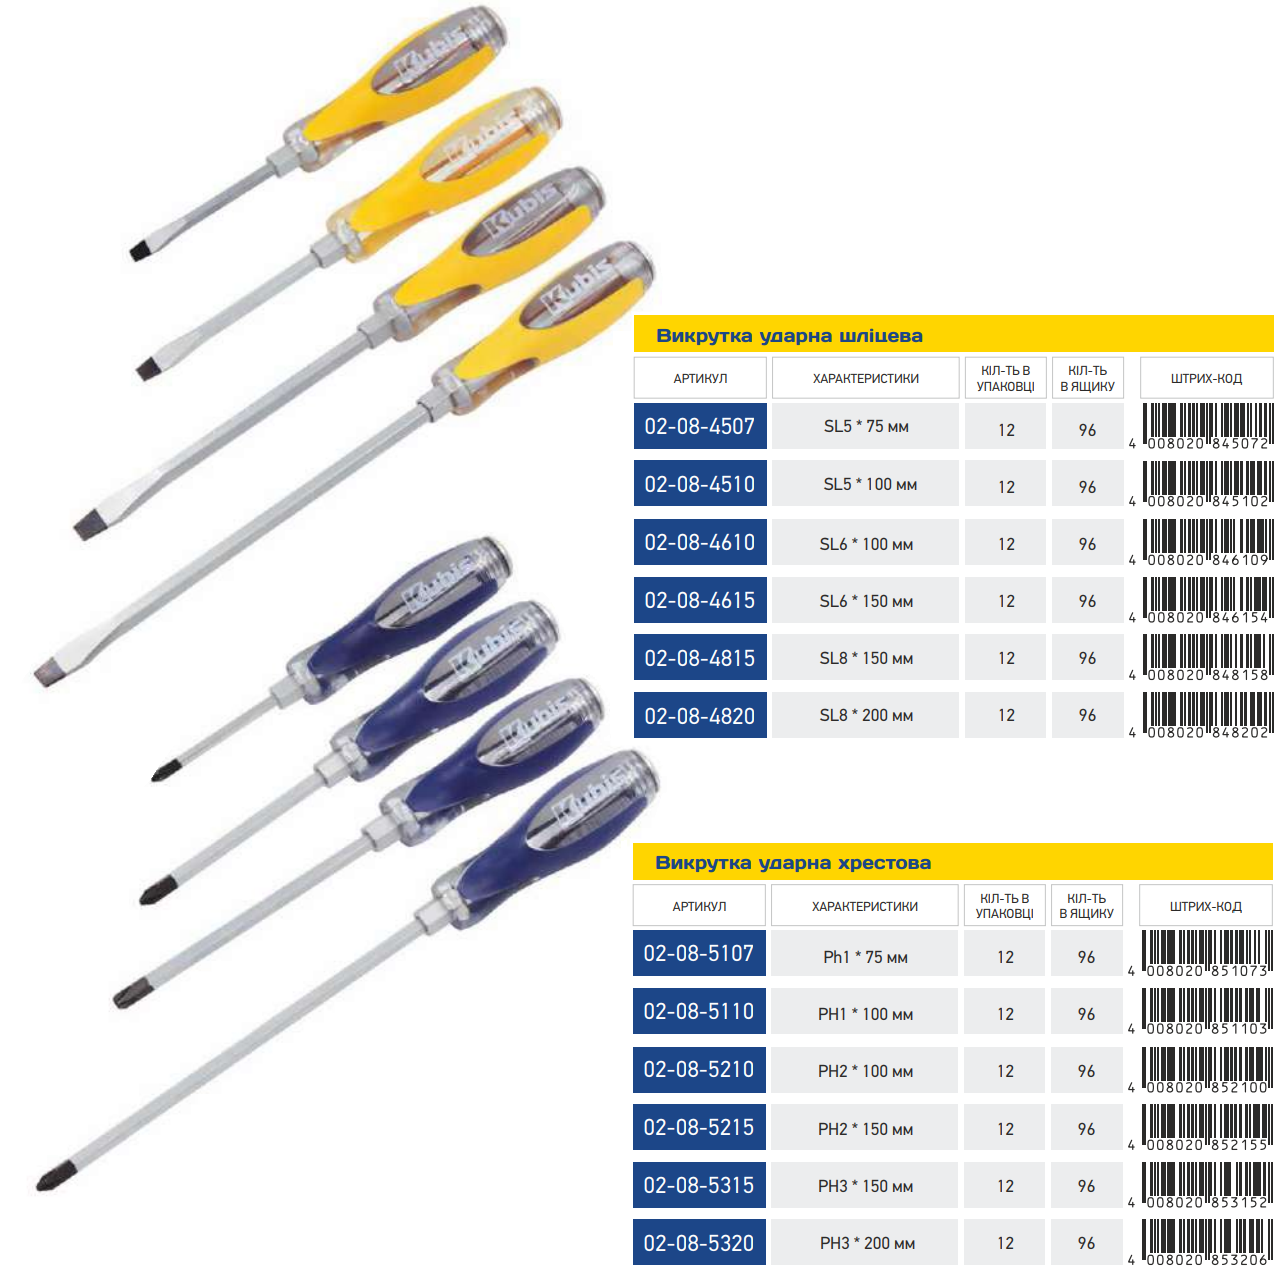 Kubis
Kubis
Kubis
Kubis
Викрутка ударна шліцева
АРТИКУЛ ХАРАКТЕРИСТИКИ КІЛ-ТЬ В УПАКОВЦІ КІЛ-ТЬ В ЯЩИКУ ШТРИХ-КОД
02-08-4507 SL5 * 75 мм 12 96 4 008020 845072
02-08-4510 SL5 * 100 мм 12 96 4 008020 845102
02-08-4610 SL6 * 100 мм 12 96 4 008020 846109
02-08-4615 SL6 * 150 мм 12 96 4 008020 846154
02-08-4815 SL8 * 150 мм 12 96 4 008020 848158
02-08-4820 SL8 * 200 мм 12 96 4 008020 848202
Kubis
Kubis
Kubis
Kubis
Викрутка ударна хрестова
АРТИКУЛ ХАРАКТЕРИСТИКИ КІЛ-ТЬ В УПАКОВЦІ КІЛ-ТЬ В ЯЩИКУ ШТРИХ-КОД
02-08-5107 Ph1 * 75 мм 12 96 4 008020 851073
02-08-5110 PH1 * 100 мм 12 96 4 008020 851103
02-08-5210 PH2 * 100 мм 12 96 4 008020 852100
02-08-5215 PH2 * 150 мм 12 96 4 008020 852155
02-08-5315 PH3 * 150 мм 12 96 4 008020 853152
02-08-5320 PH3 * 200 мм 12 96 4 008020 853206